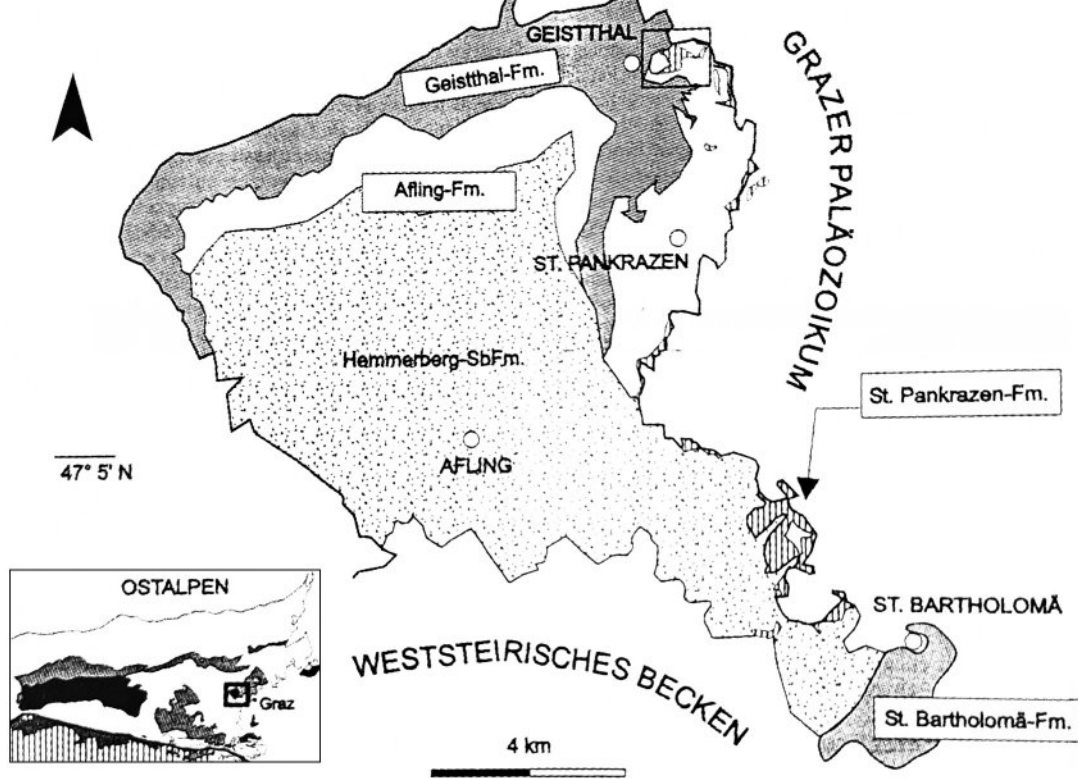 GEISTTHAL
Geistthal-Fm.
GRAZER PALÄOZOIKUM
Afling-Fm.
ST. PANKRAZEN
Hemmerberg-SbFm.
St. Pankrazen-Fm.
47° 5' N
AFLING
OSTALPEN
Graz
ST. BARTHOLOMÄ
WESTSTEIRISCHES BECKEN
St. Bartholomä-Fm.
4 km